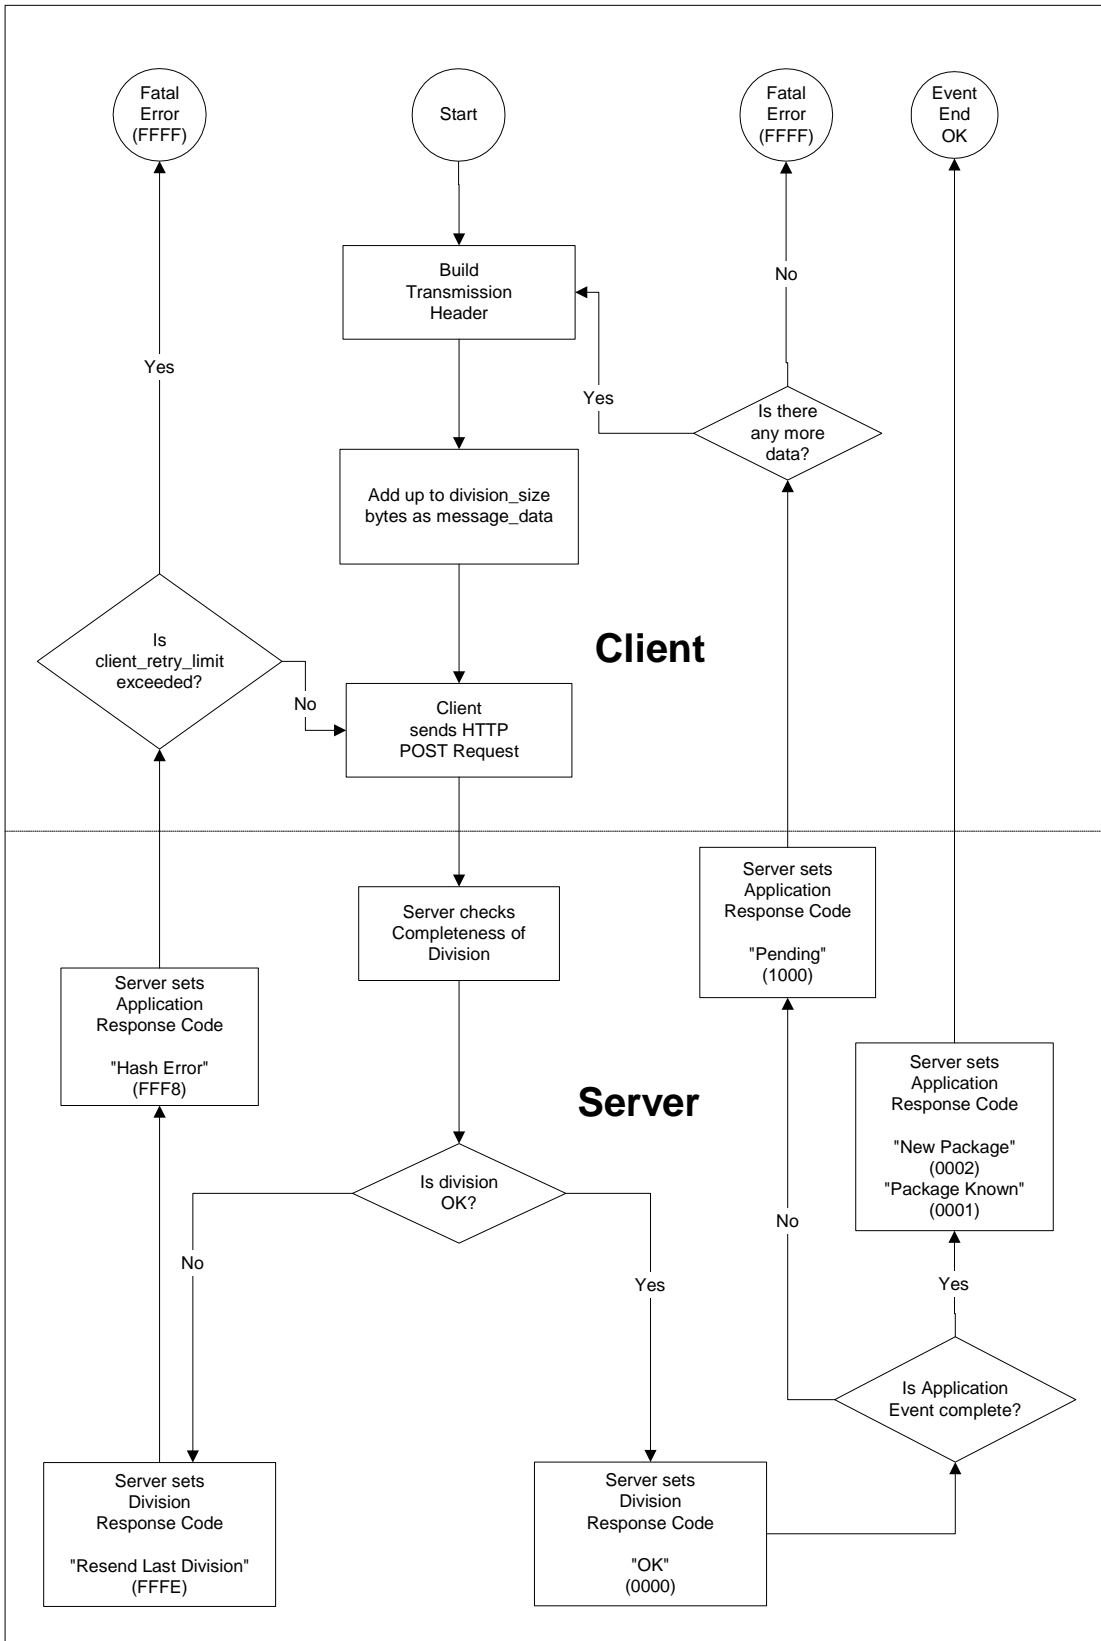 Fatal
Error
(FFFF)
Start
Fatal
Error
(FFFF)
Event
End
OK
Build
Transmission
Header
No
Yes
Yes
Is there
any more
data?
Add up to division_size
bytes as message_data
Is
client_retry_limit
exceeded?
Client
No
Client
sends HTTP
POST Request
Server sets
Application
Response Code
"Pending"
(1000)
Server checks
Completeness of
Division
Server sets
Application
Response Code
"Hash Error"
(FFF8)
Server sets
Application
Response Code
"New Package"
(0002)
"Package Known"
(0001)
Server
Is division
OK?
No
No
Yes
Yes
Is Application
Event complete?
Server sets
Division
Response Code
"Resend Last Division"
(FFFE)
Server sets
Division
Response Code
"OK"
(0000)